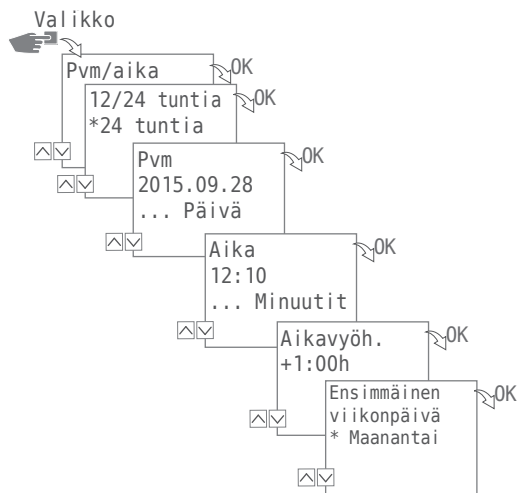 Valikko
Pvm/aika
OK
12/24 tuntia
*24 tuntia
OK
Pvm
2015.09.28
... Päivä
OK
Aika
12:10
... Minuutit
OK
Aikavyöh.
+1:00h
OK
Ensimmäinen
viikonpäivä
* Maanantai
OK